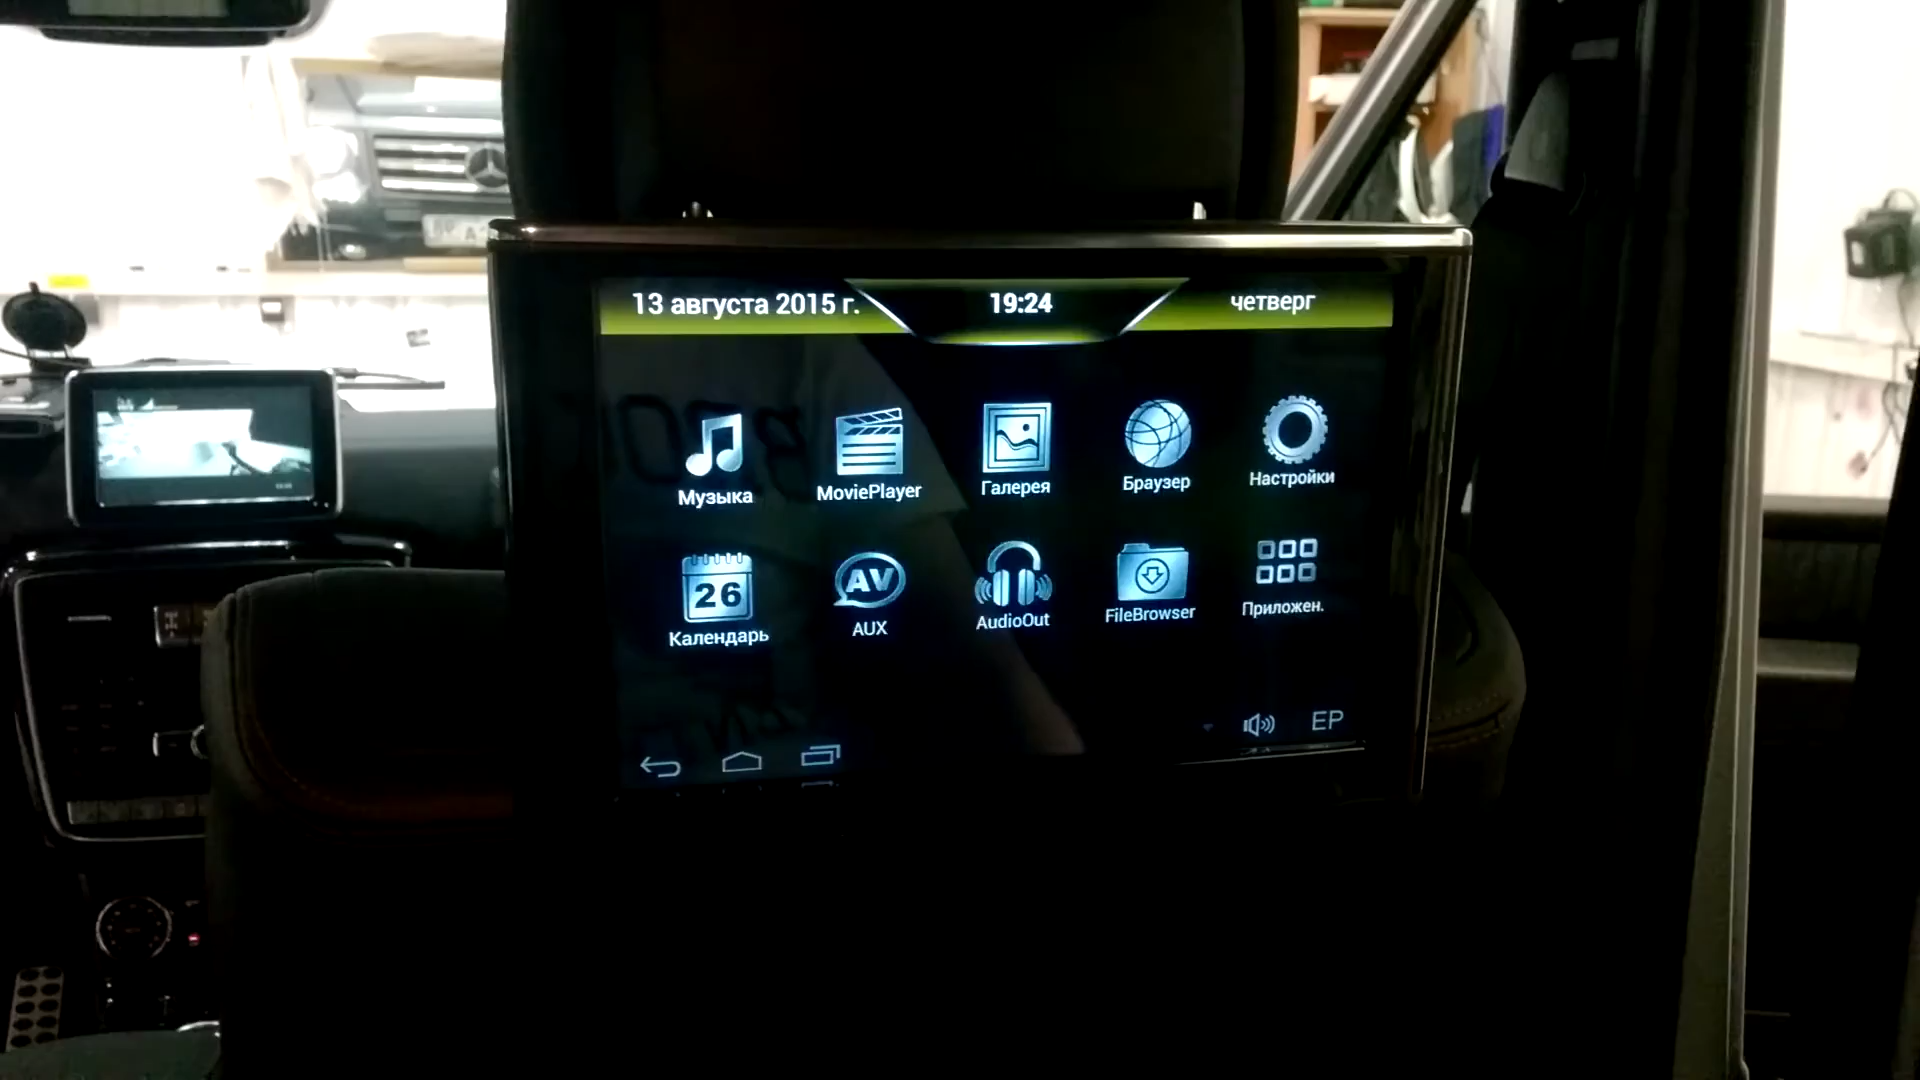 13 августа 2015 г.
19:24
четверг
Музыка
MoviePlayer
Галерея
Браузер
Настройки
26
Календарь
AV
AUX
AudioOut
FileBrowser
Приложен.
EP